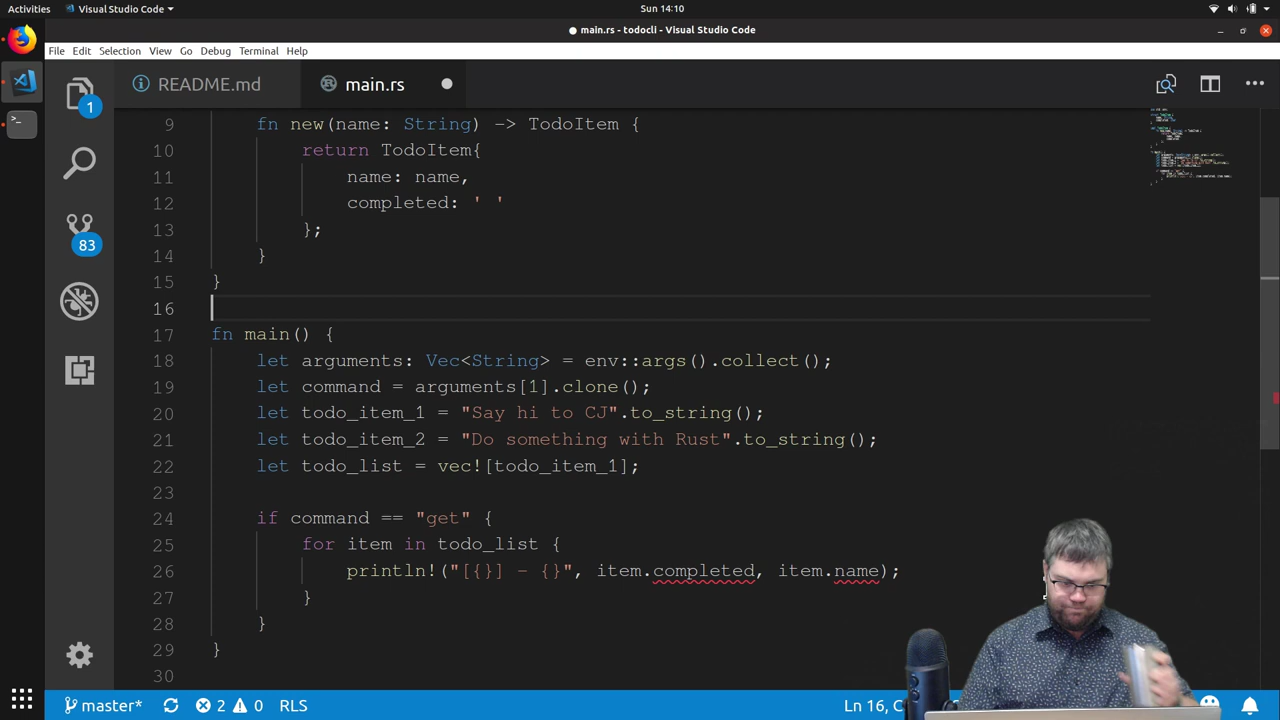 Activities
Visual Studio Code
Sun 14:10
main.rs - todocli - Visual Studio Code
File Edit Selection View Go Debug Terminal Help
README.md
main.rs
1
83
9 fn new(name: String) -> TodoItem {
10 return TodoItem{
11 name: name,
12 completed: ' '
13 };
14 }
15 }
16
17 fn main() {
18 let arguments: Vec<String> = env::args().collect();
19 let command = arguments[1].clone();
20 let todo_item_1 = "Say hi to CJ".to_string();
21 let todo_item_2 = "Do something with Rust".to_string();
22 let todo_list = vec![todo_item_1];
23
24 if command == "get" {
25 for item in todo_list {
26 println!("[{}] - {}", item.completed, item.name);
27 }
28 }
29 }
30
master* 2 0 RLS
Ln 16,